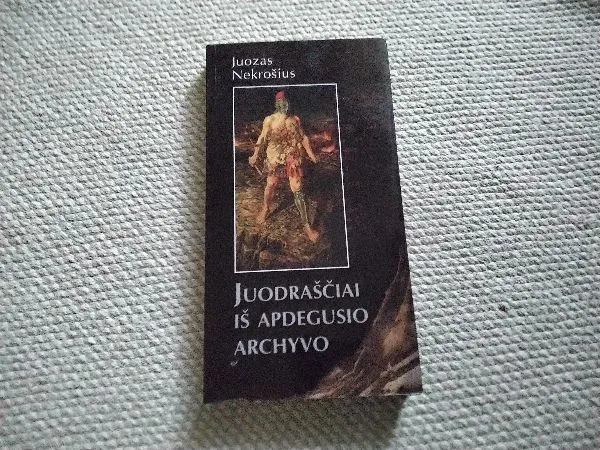 Juozas
Nekrošius
JUODRAŠČIAI
IŠ APDEGUSIO
ARCHYVO